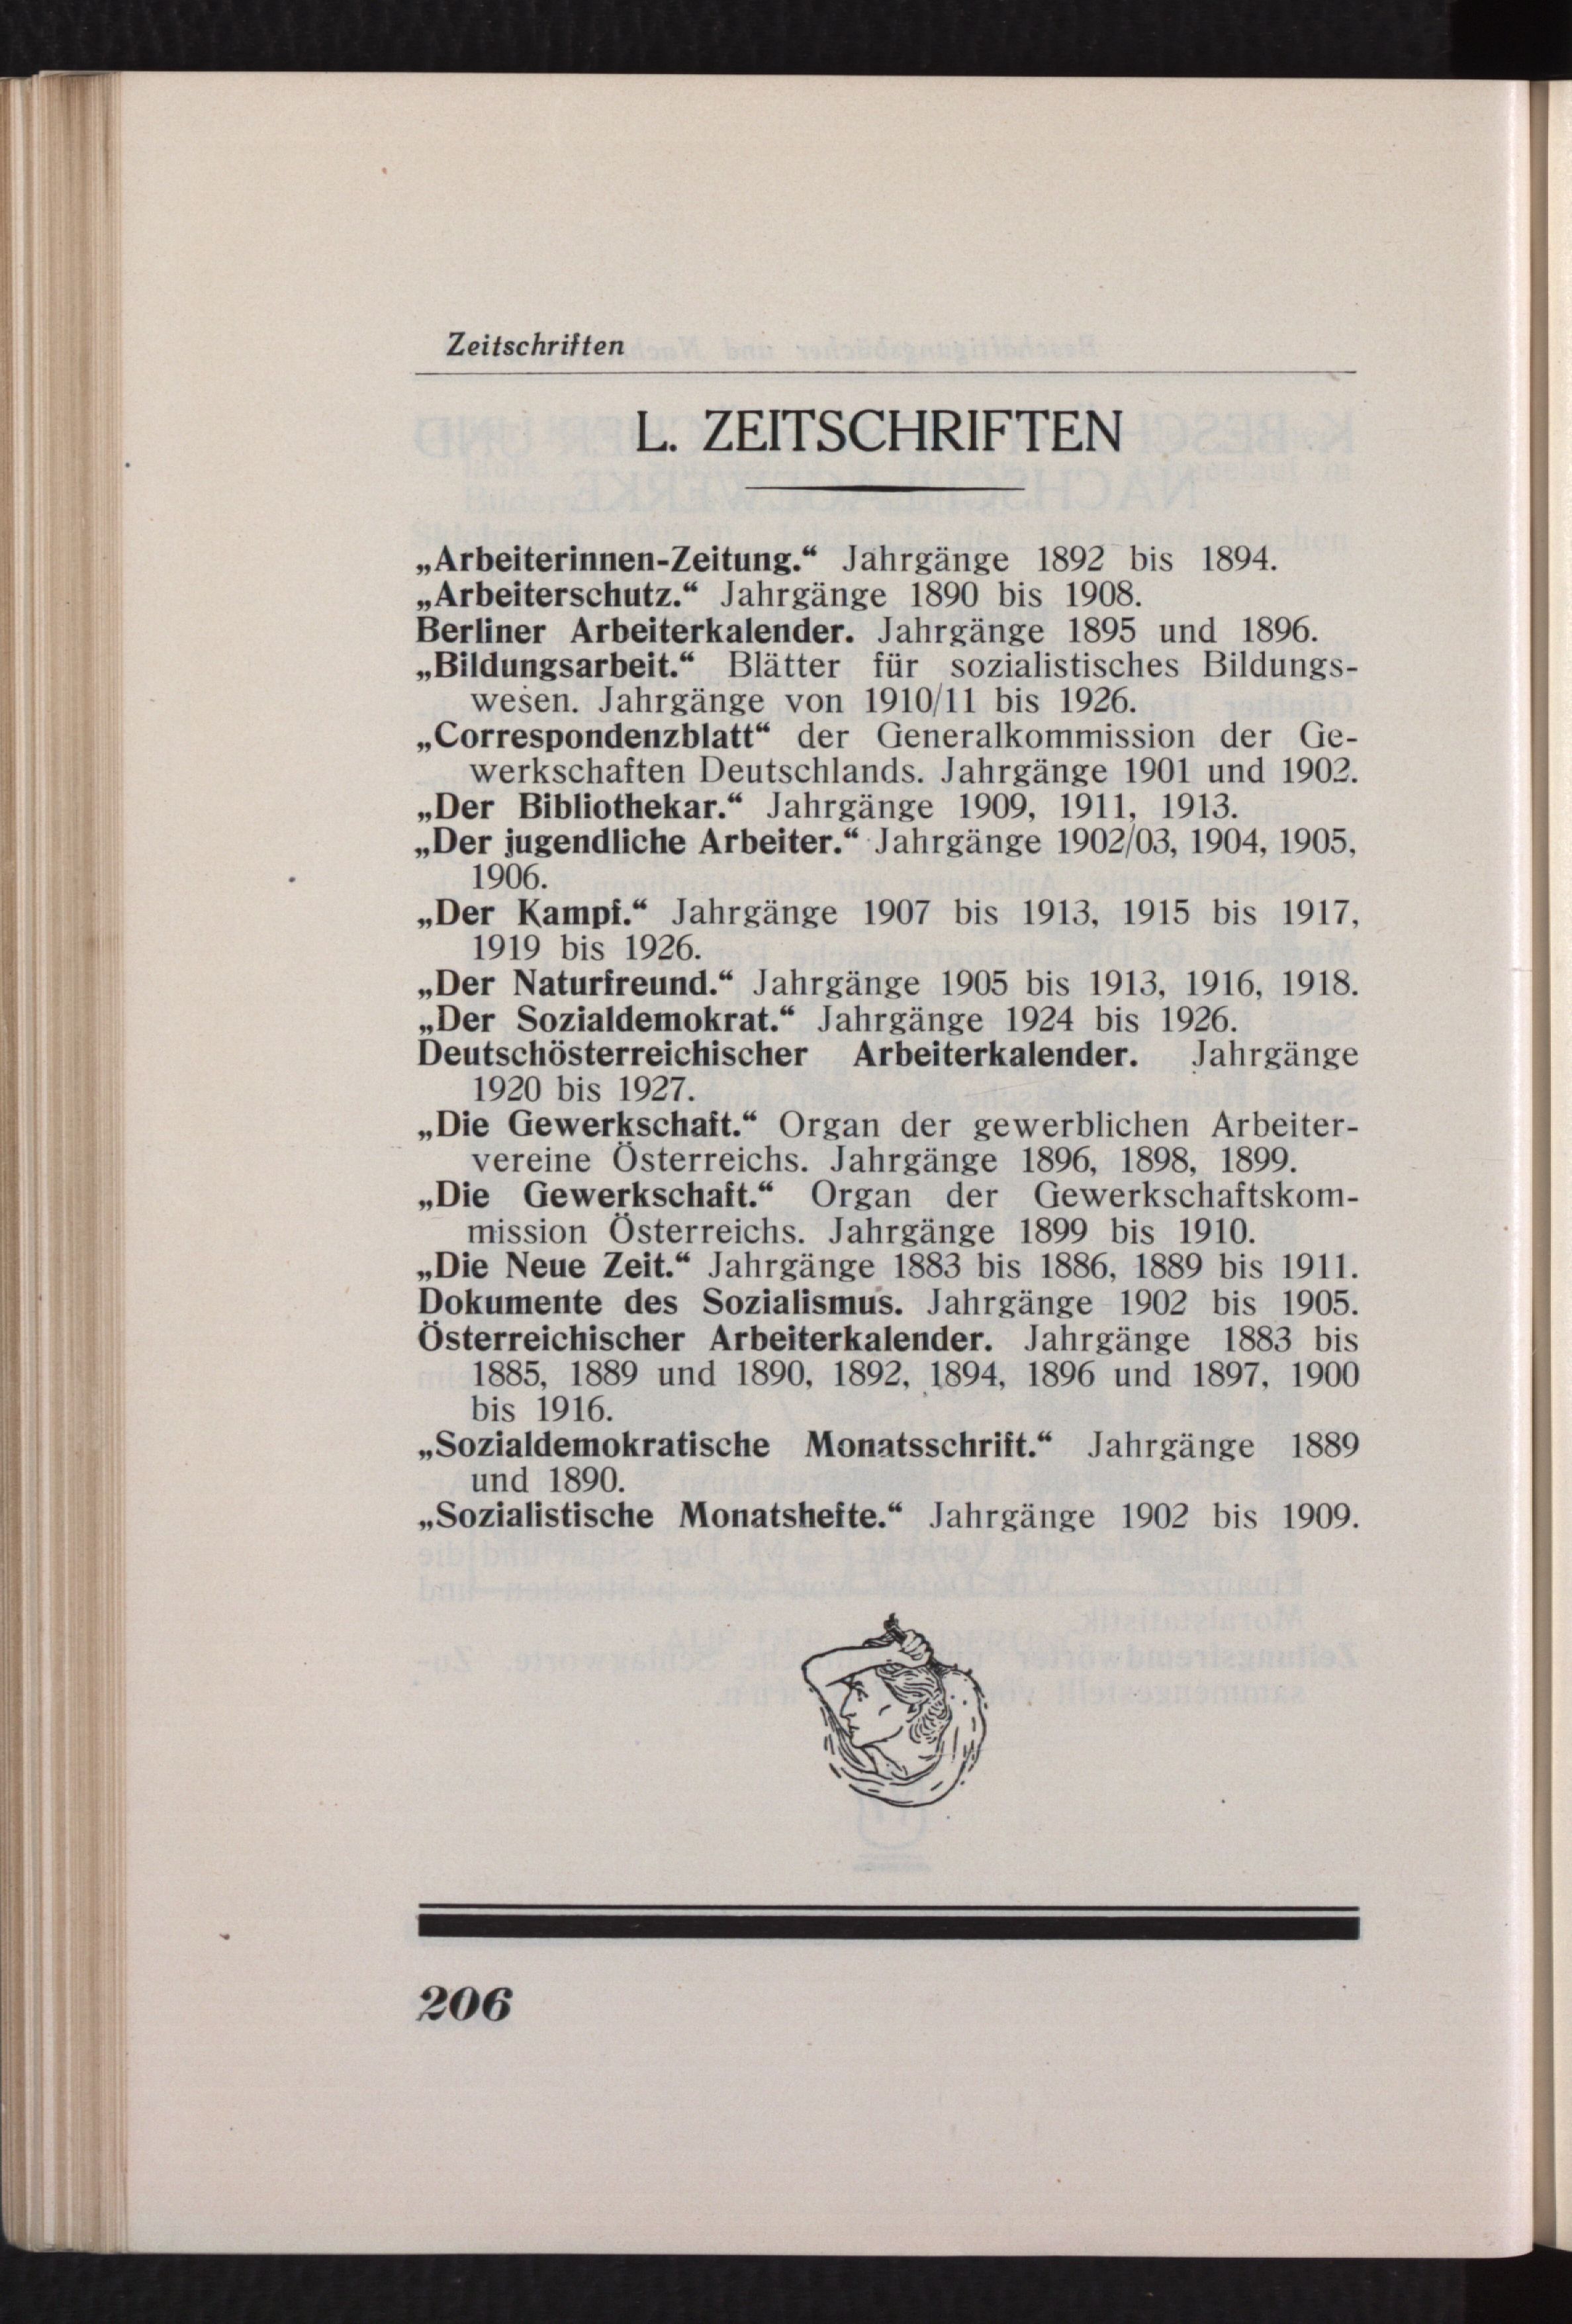 Zeitschriften
L. ZEITSCHRIFTEN
„Arbeiterinnen-Zeitung.“ Jahrgänge 1892 bis 1894.
„Arbeiterschutz.“ Jahrgänge 1890 bis 1908.
Berliner Arbeiterkalender. Jahrgänge 1895 und 1896.
„Bildungsarbeit.“ Blätter für sozialistisches Bildungs-
wesen. Jahrgänge von 1910/11 bis 1926.
„Correspondenzblatt“ der Generalkommission der Ge-
werkschaften Deutschlands. Jahrgänge 1901 und 1902.
„Der Bibliothekar.“ Jahrgänge 1909, 1911, 1913.
„Der jugendliche Arbeiter.“ Jahrgänge 1902/03, 1904, 1905,
1906.
„Der Kampf.“ Jahrgänge 1907 bis 1913, 1915 bis 1917,
1919 bis 1926.
„Der Naturfreund.“ Jahrgänge 1905 bis 1913, 1916, 1918.
„Der Sozialdemokrat.“ Jahrgänge 1924 bis 1926.
Deutschösterreichischer Arbeiterkalender. Jahrgänge
1920 bis 1927.
„Die Gewerkschaft.“ Organ der gewerblichen Arbeiter-
vereine Österreichs. Jahrgänge 1896, 1898, 1899.
„Die Gewerkschaft.“ Organ der Gewerkschaftskom-
mission Österreichs. Jahrgänge 1899 bis 1910.
„Die Neue Zeit.“ Jahrgänge 1883 bis 1886, 1889 bis 1911.
Dokumente des Sozialismus. Jahrgänge 1902 bis 1905.
Österreichischer Arbeiterkalender. Jahrgänge 1883 bis
1885, 1889 und 1890, 1892, 1894, 1896 und 1897, 1900
bis 1916.
„Sozialdemokratische Monatsschrift.“ Jahrgänge 1889
und 1890.
„Sozialistische Monatshefte.“ Jahrgänge 1902 bis 1909.
206